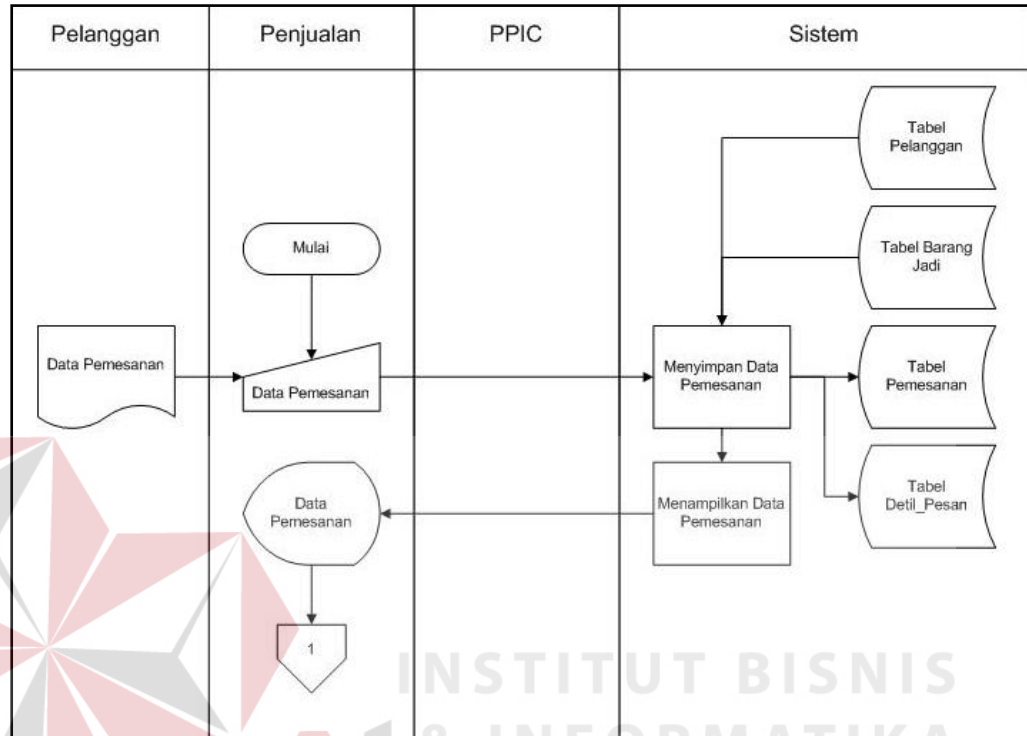 Pelanggan
Penjualan
PPIC
Sistem
Tabel
Pelanggan
Tabel Barang
Jadi
Mulai
Data Pemesanan
Data Pemesanan
Menyimpan Data
Pemesanan
Tabel
Pemesanan
Data
Pemesanan
Menampilkan Data
Pemesanan
Tabel
Detil_Pesan
1
INSTITUT BISNIS
& INFORMATIKA